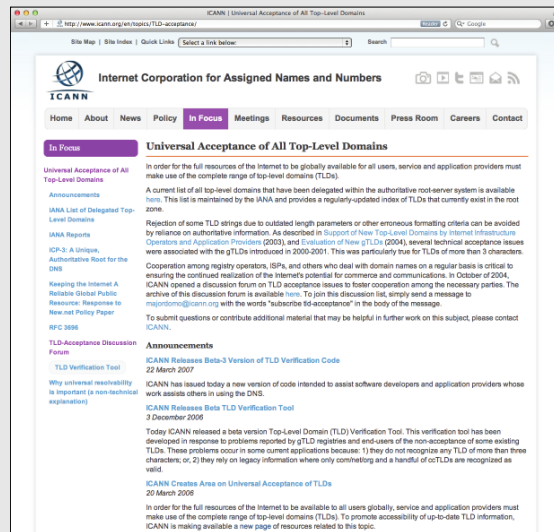 ICANN | Universal Acceptance of All Top-Level Domains
http://www.icann.org/en/topics/TLD-acceptance/
Reader
Google
Site Map | Site Index | Quick Links
Select a link below:
Search
ICANN
Internet Corporation for Assigned Names and Numbers
Home
About
News
Policy
In Focus
Meetings
Resources
Documents
Press Room
Careers
Contact
In Focus
Universal Acceptance of All
Top-Level Domains
Announcements
IANA List of Delegated Top-
Level Domains
IANA Reports
ICP-3: A Unique,
Authoritative Root for the
DNS
Keeping the Internet A
Reliable Global Public
Resource: Response to
New.net Policy Paper
RFC 3696
TLD-Acceptance Discussion
Forum
TLD Verification Tool
Why universal resolvability
is important (a non-technical
explanation)
Universal Acceptance of All Top-Level Domains
In order for the full resources of the Internet to be globally available for all users, service and application providers must
make use of the complete range of top-level domains (TLDs).
A current list of all top-level domains that have been delegated within the authoritative root-server system is available
here. This list is maintained by the IANA and provides a regularly-updated index of TLDs that currently exist in the root
zone.
Rejection of some TLD strings due to outdated length parameters or other erroneous formatting criteria can be avoided
by reliance on authoritative information. As described in Support of New Top-Level Domains by Internet Infrastructure
Operators and Application Providers (2003), and Evaluation of New gTLDs (2004), several technical acceptance issues
were associated with the gTLDs introduced in 2000-2001. This was particularly true for TLDs of more than 3 characters.
Cooperation among registry operators, ISPs, and others who deal with domain names on a regular basis is critical to
ensuring the continued realization of the Internet's potential for commerce and communications. In October of 2004,
ICANN opened a discussion forum on TLD acceptance issues to foster cooperation among the necessary parties. The
archive of this discussion forum is available here. To join this discussion list, simply send a message to
majordomo@icann.org with the words "subscribe tld-acceptance" in the body of the message.
To submit questions or contribute additional material that may be helpful in further work on this subject, please contact
ICANN.
Announcements
ICANN Releases Beta-3 Version of TLD Verification Code
22 March 2007
ICANN has issued today a new version of code intended to assist software developers and application providers whose
work assists others in using the DNS.
ICANN Releases Beta TLD Verification Tool
3 December 2006
Today ICANN released a beta version Top-Level Domain (TLD) Verification Tool. This verification tool has been
developed in response to problems reported by gTLD registries and end-users of the non-acceptance of some existing
TLDs. These problems occur in some current applications because: 1) they do not recognize any TLD of more than three
characters; or, 2) they rely on legacy information where only com/net/org and a handful of ccTLDs are recognized as
valid.
ICANN Creates Area on Universal Acceptance of TLDs
20 March 2006
In order for the full resources of the Internet to be available to all users globally, service and application providers must
make use of the complete range of top-level domains (TLDs). To promote accessibility of up-to-date TLD information,
ICANN is making available a new page of resources related to this topic.